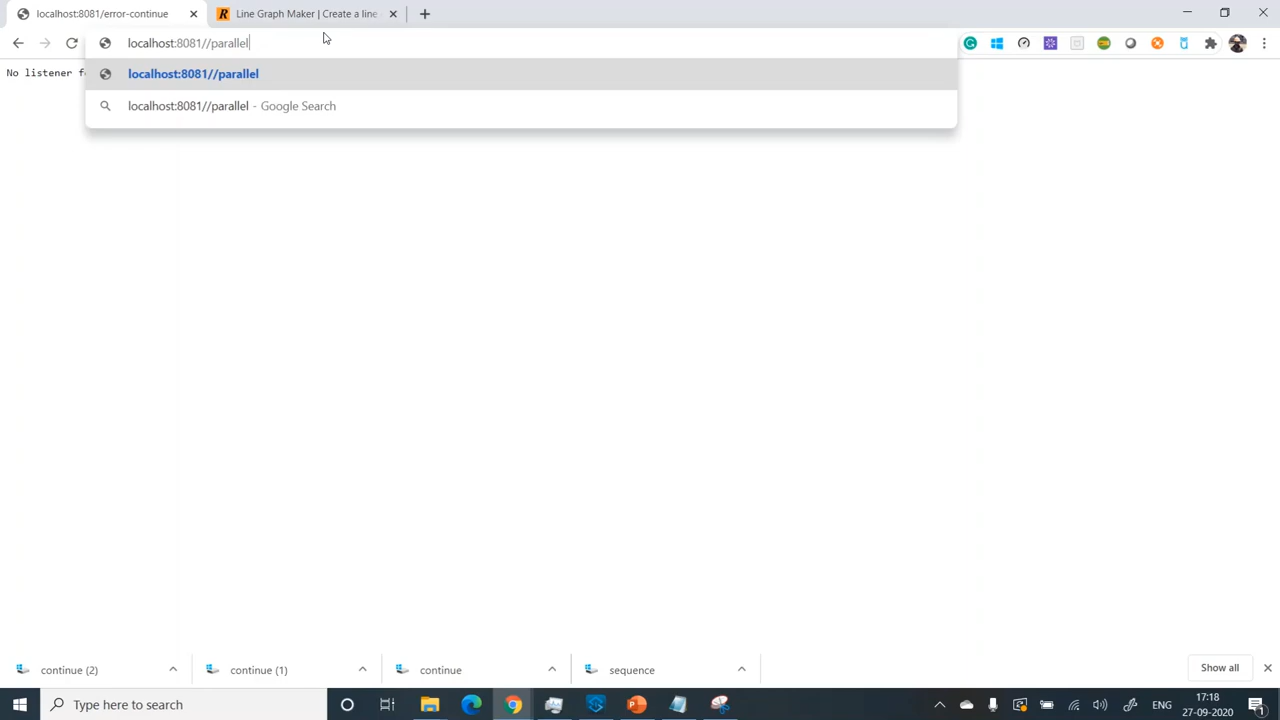 localhost:8081/error-continue
Line Graph Maker | Create a line
localhost:8081//parallel
No listener f
localhost:8081//parallel
localhost:8081//parallel - Google Search
continue (2)
continue (1)
continue
sequence
Show all
Type here to search
ENG
17:18
27-09-2020
1